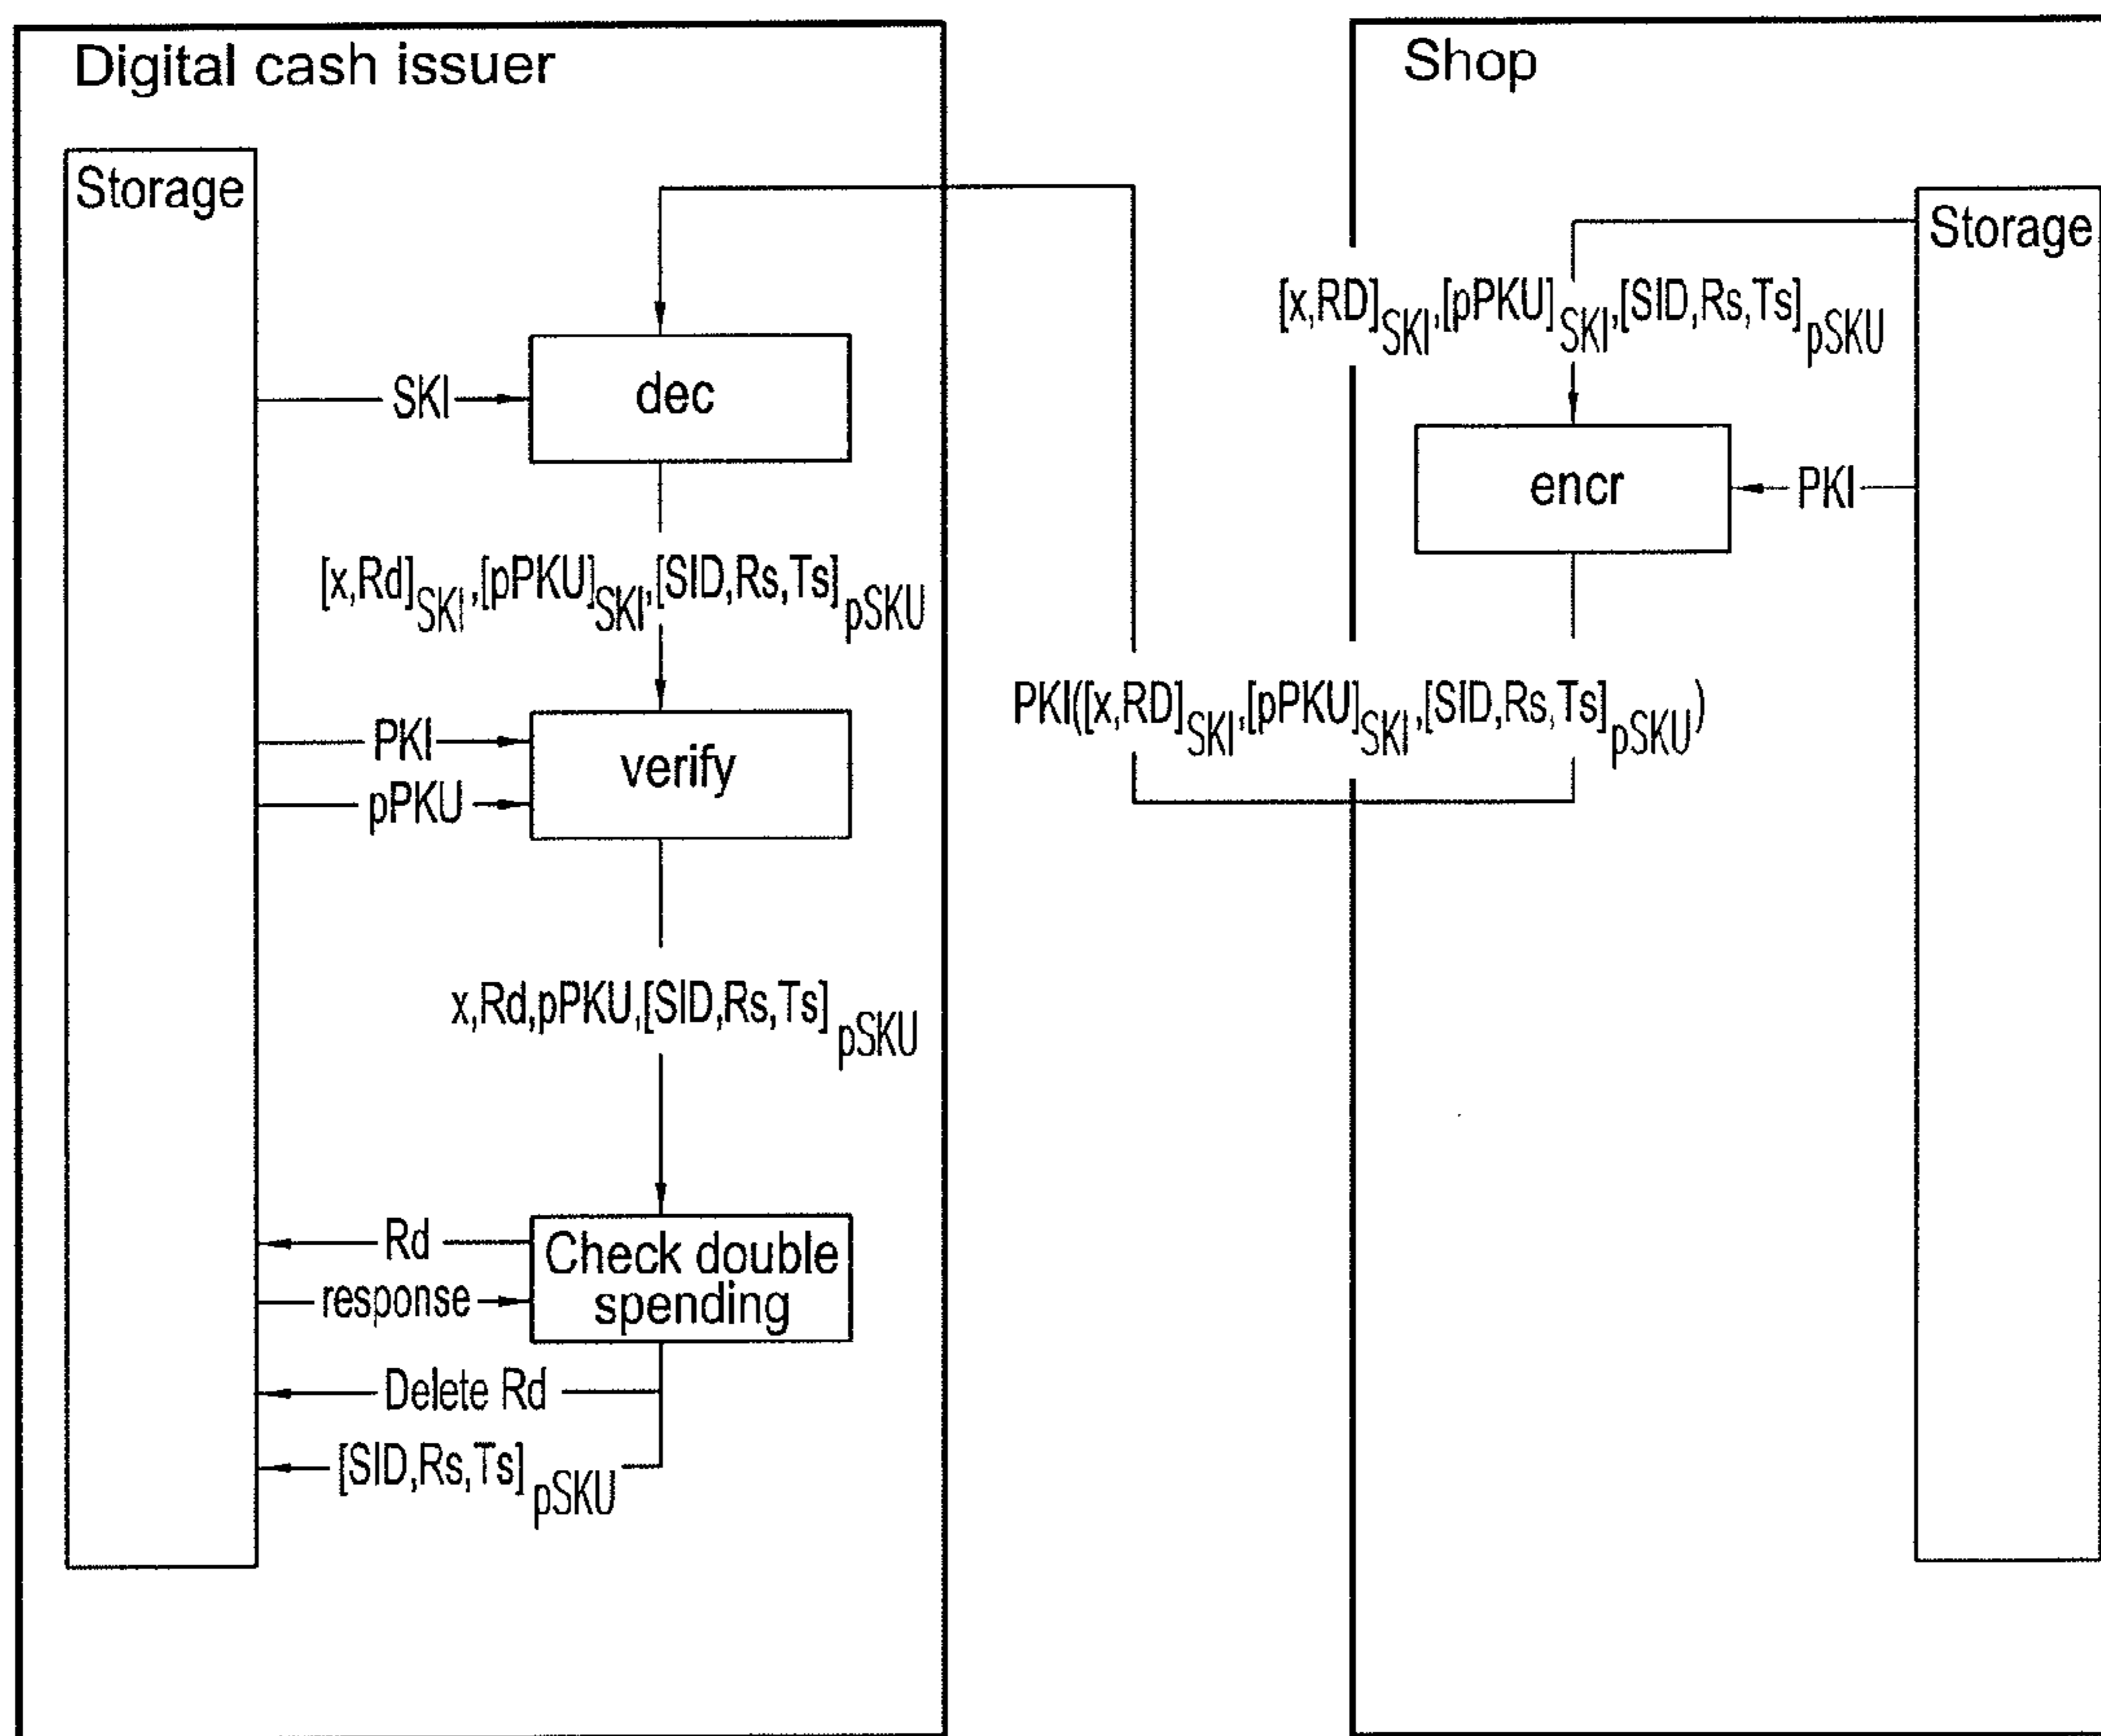 Digital cash issuer
Storage
SKI
dec
[x,Rd]SKI,[pPKU]SKI,[SID,Rs,Ts]pSKU
PKI
pPKU
verify
x,Rd,pPKU,[SID,Rs,Ts]pSKU
Rd
response
Check double
spending
Delete Rd
[SID,Rs,Ts]pSKU
Shop
Storage
[x,RD]SKI,[pPKU]SKI,[SID,Rs,Ts]pSKU
encr
PKI
PKI([x,RD]SKI,[pPKU]SKI,[SID,Rs,Ts]pSKU)